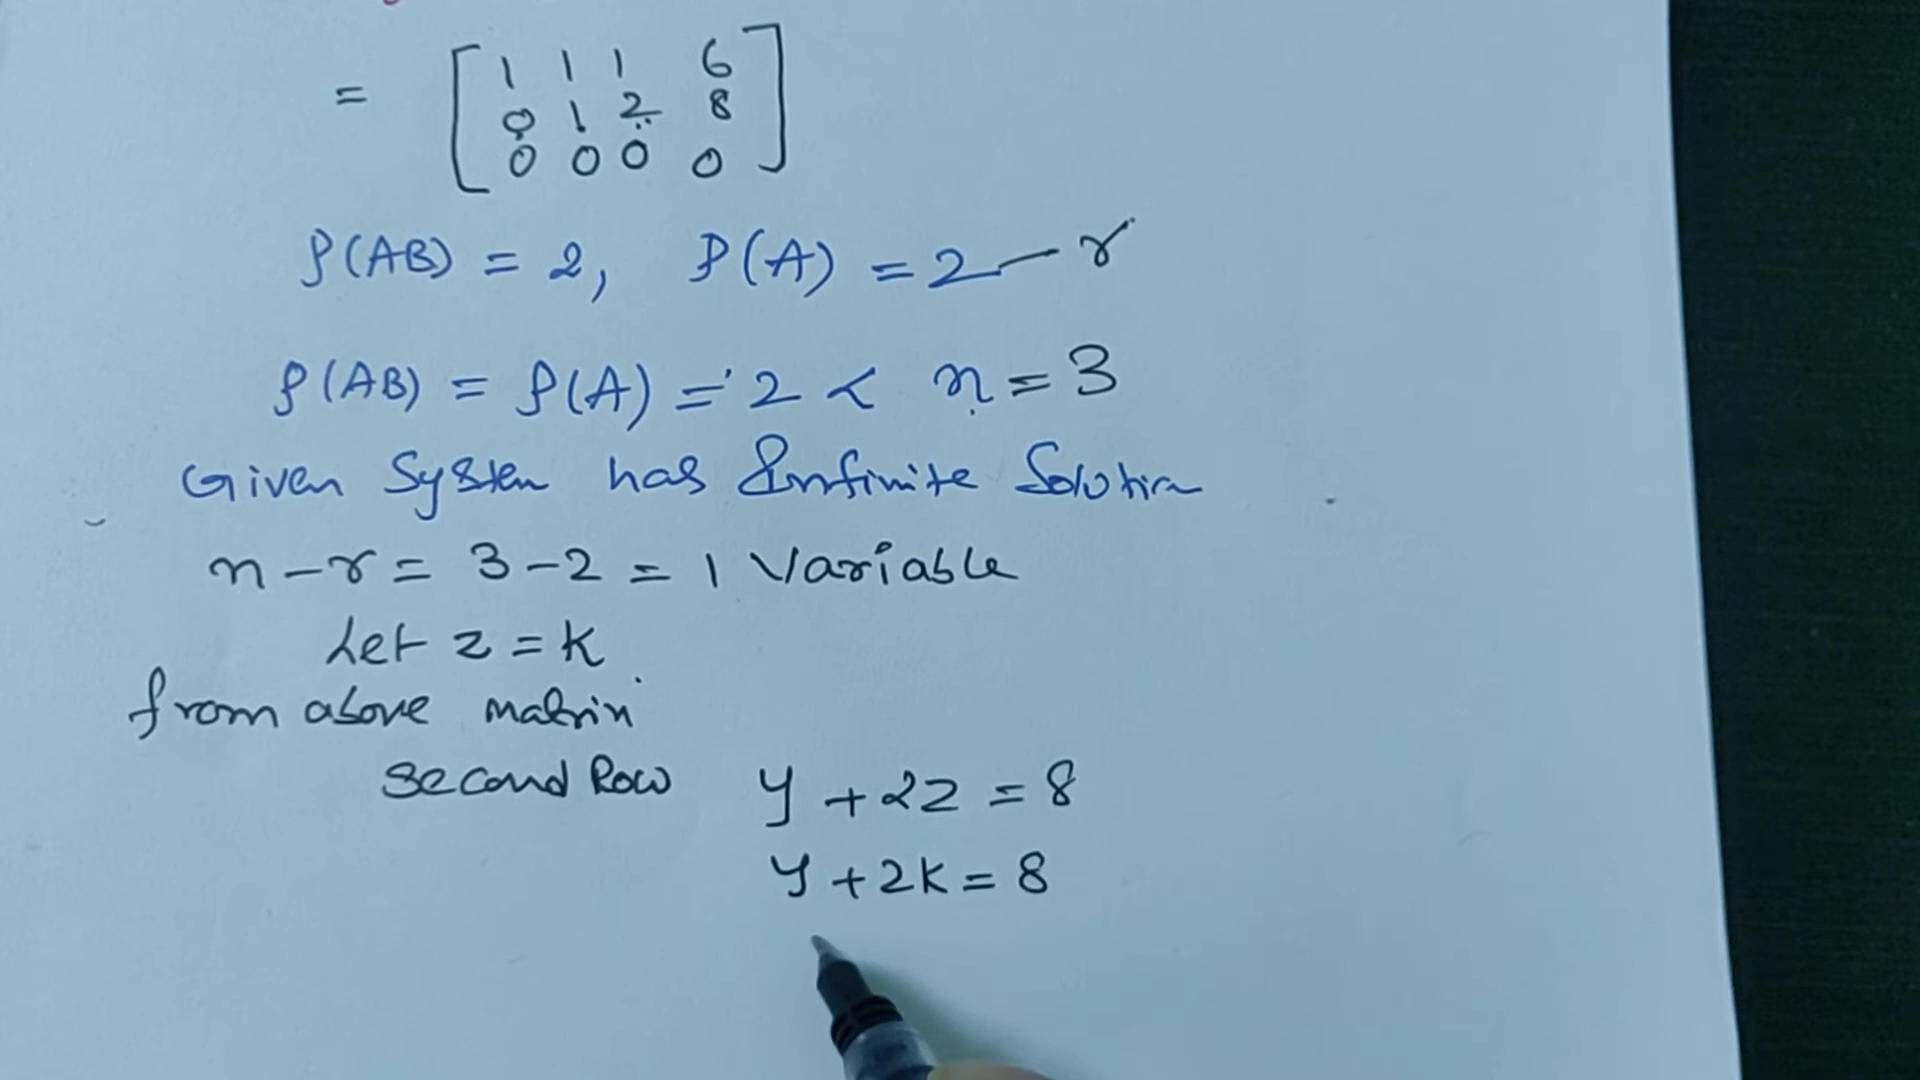 = [ 1 1 1 6
0 1 2 8
0 0 0 0 ]
ρ(AB) = 2, ρ(A) = 2 — r
ρ(AB) = ρ(A) = 2 < n = 3
Given System has Infinite Solution
n - r = 3 - 2 = 1 Variable
Let z = k
from above matrix
second Row y + 2z = 8
y + 2k = 8